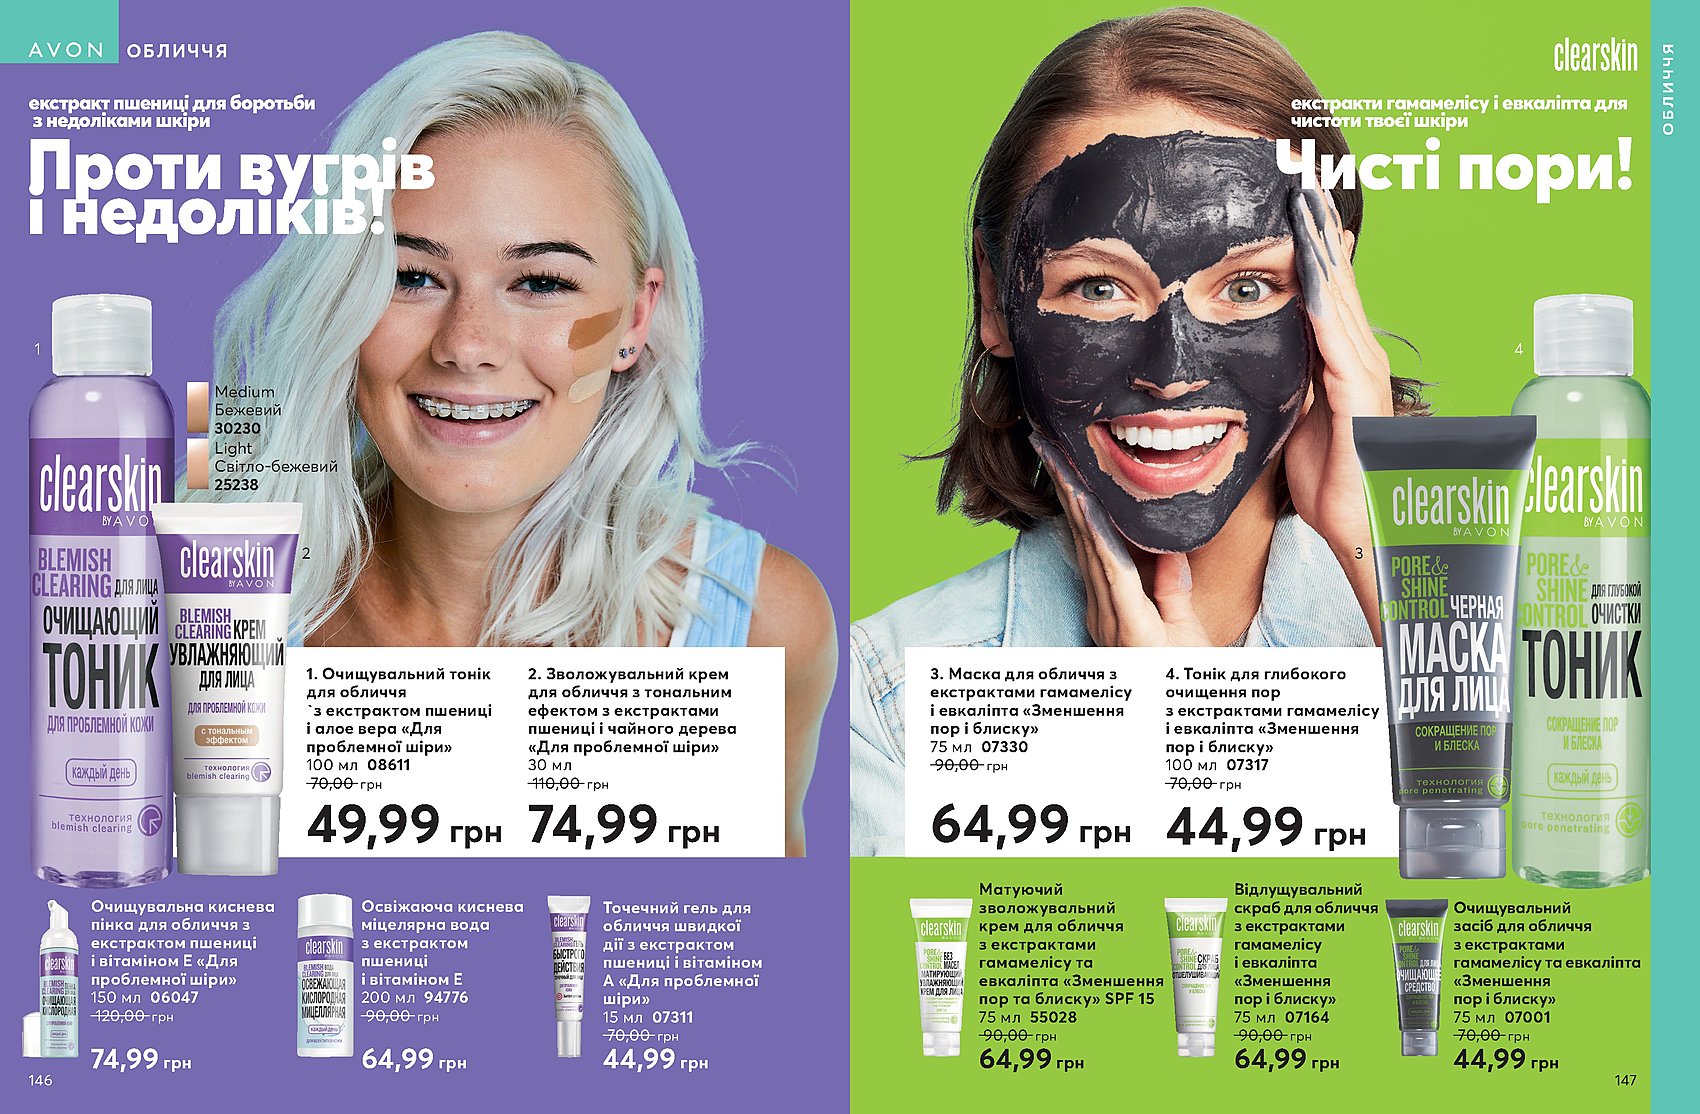 AVON ОБЛИЧЧЯ
екстракт пшениці для боротьби
з недоліками шкіри
Проти вугрів
і недоліків!
1
Medium
Бежевий
30230
Light
Світло-бежевий
25238
clearskin
BY AVON
BLEMISH
CLEARING ДЛЯ ЛИЦА
ОЧИЩАЮЩИЙ
ТОНИК
ДЛЯ ПРОБЛЕМНОЙ КОЖИ
каждый день
технология
blemish clearing
2
clearskin
BY AVON
BLEMISH
CLEARING КРЕМ
УВЛАЖНЯЮЩИЙ
ДЛЯ ЛИЦА
ДЛЯ ПРОБЛЕМНОЙ КОЖИ
с тональным
эффектом
технология
blemish clearing
1. Очищувальний тонік
для обличчя
`з екстрактом пшениці
і алое вера «Для
проблемної шіри»
100 мл 08611
70,00 грн
49,99 грн
2. Зволожувальний крем
для обличчя з тональним
ефектом з екстрактами
пшениці і чайного дерева
«Для проблемної шіри»
30 мл
110,00 грн
74,99 грн
Очищувальна киснева
пінка для обличчя з
екстрактом пшениці
і вітаміном Е «Для
проблемної шіри»
150 мл 06047
120,00 грн
74,99 грн
Освіжаюча киснева
міцелярна вода
з екстрактом
пшениці
і вітаміном Е
200 мл 94776
90,00 грн
64,99 грн
Точечний гель для
обличчя швидкої
дії з екстрактом
пшениці і вітаміном
А «Для проблемної
шіри»
15 мл 07311
70,00 грн
44,99 грн
146
clearskin
ОБЛИЧЧЯ
екстракти гамамелісу і евкаліпта для
чистоти твоєї шкіри
Чисті пори!
3
clearskin
BY AVON
PORE &
SHINE
CONTROL ЧЕРНАЯ
МАСКА
ДЛЯ ЛИЦА
СОКРАЩЕНИЕ ПОР
И БЛЕСКА
технология
pore penetrating
4
clearskin
BY AVON
PORE &
SHINE ДЛЯ ГЛУБОКОЙ
CONTROL ОЧИСТКИ
ТОНИК
СОКРАЩЕНИЕ ПОР
И БЛЕСКА
каждый день
технология
pore penetrating
3. Маска для обличчя з
екстрактами гамамелісу
і евкаліпта «Зменшення
пор і блиску»
75 мл 07330
90,00 грн
64,99 грн
4. Тонік для глибокого
очищення пор
з екстрактами гамамелісу
і евкаліпта «Зменшення
пор і блиску»
100 мл 07317
70,00 грн
44,99 грн
Матуючий
зволожувальний
крем для обличчя
з екстрактами
гамамелісу та
евкаліпта «Зменшення
пор та блиску» SPF 15
75 мл 55028
90,00 грн
64,99 грн
Відлущувальний
скраб для обличчя
з екстрактами
гамамелісу
і евкаліпта
«Зменшення
пор і блиску»
75 мл 07164
90,00 грн
64,99 грн
Очищувальний
засіб для обличчя
з екстрактами
гамамелісу та евкаліпта
«Зменшення
пор і блиску»
75 мл 07001
70,00 грн
44,99 грн
147